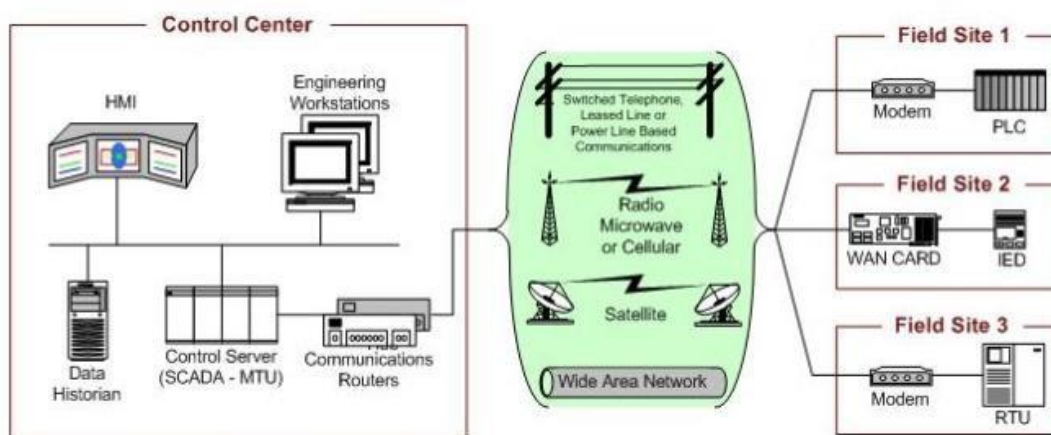 Control Center
HMI
Engineering
Workstations
Data
Historian
Control Server
(SCADA - MTU)
Communications
Routers
Switched Telephone,
Leased Line or
Power Line Based
Communications
Radio
Microwave
or Cellular
Satellite
Wide Area Network
Field Site 1
Modem
PLC
Field Site 2
WAN CARD
IED
Field Site 3
Modem
RTU